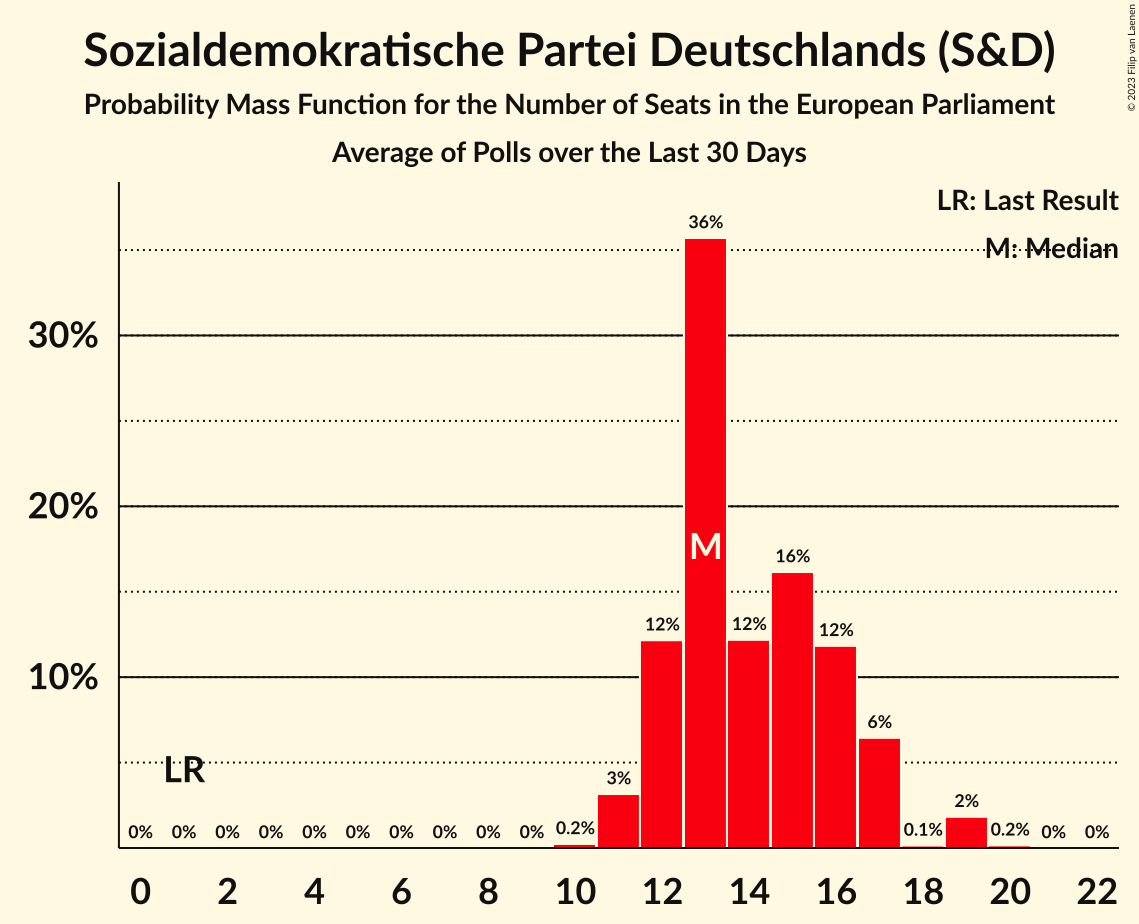 Sozialdemokratische Partei Deutschlands (S&D)
Probability Mass Function for the Number of Seats in the European Parliament
Average of Polls over the Last 30 Days
© 2023 Filip van Laenen
LR: Last Result
M: Median
36%
30%
20%
M
16%
12%
12%
12%
10%
6%
LR
3%
2%
0%
0%
0%
0%
0%
0%
0%
0%
0%
0%
0.2%
0.1%
0.2%
0%
0%
0 2 4 6 8 10 12 14 16 18 20 22